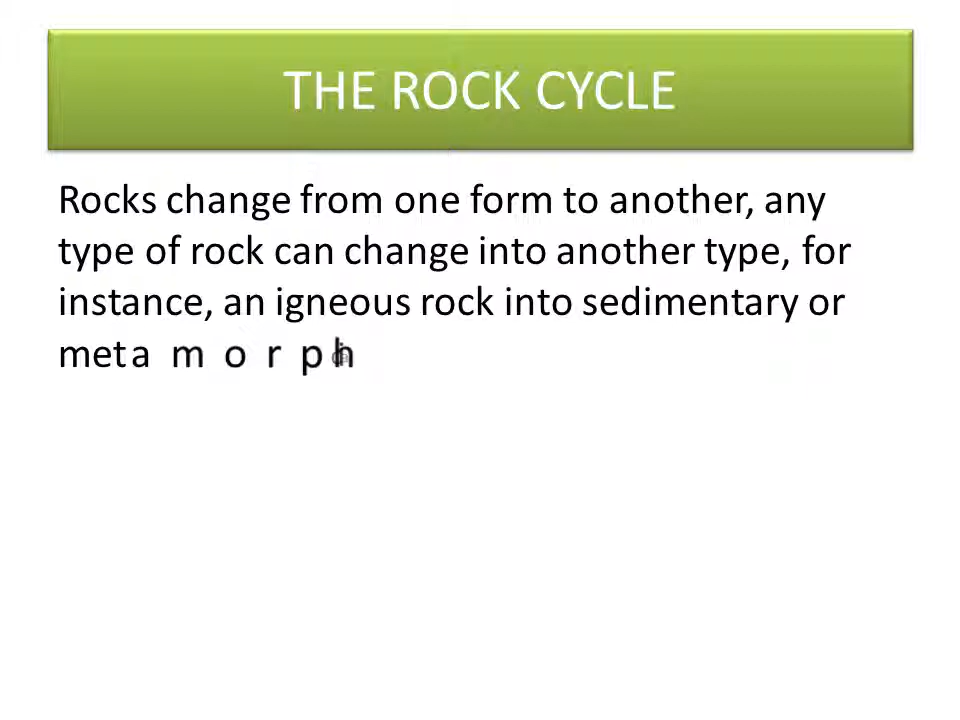 THE ROCK CYCLE
Rocks change from one form to another, any
type of rock can change into another type, for
instance, an igneous rock into sedimentary or
metamorph